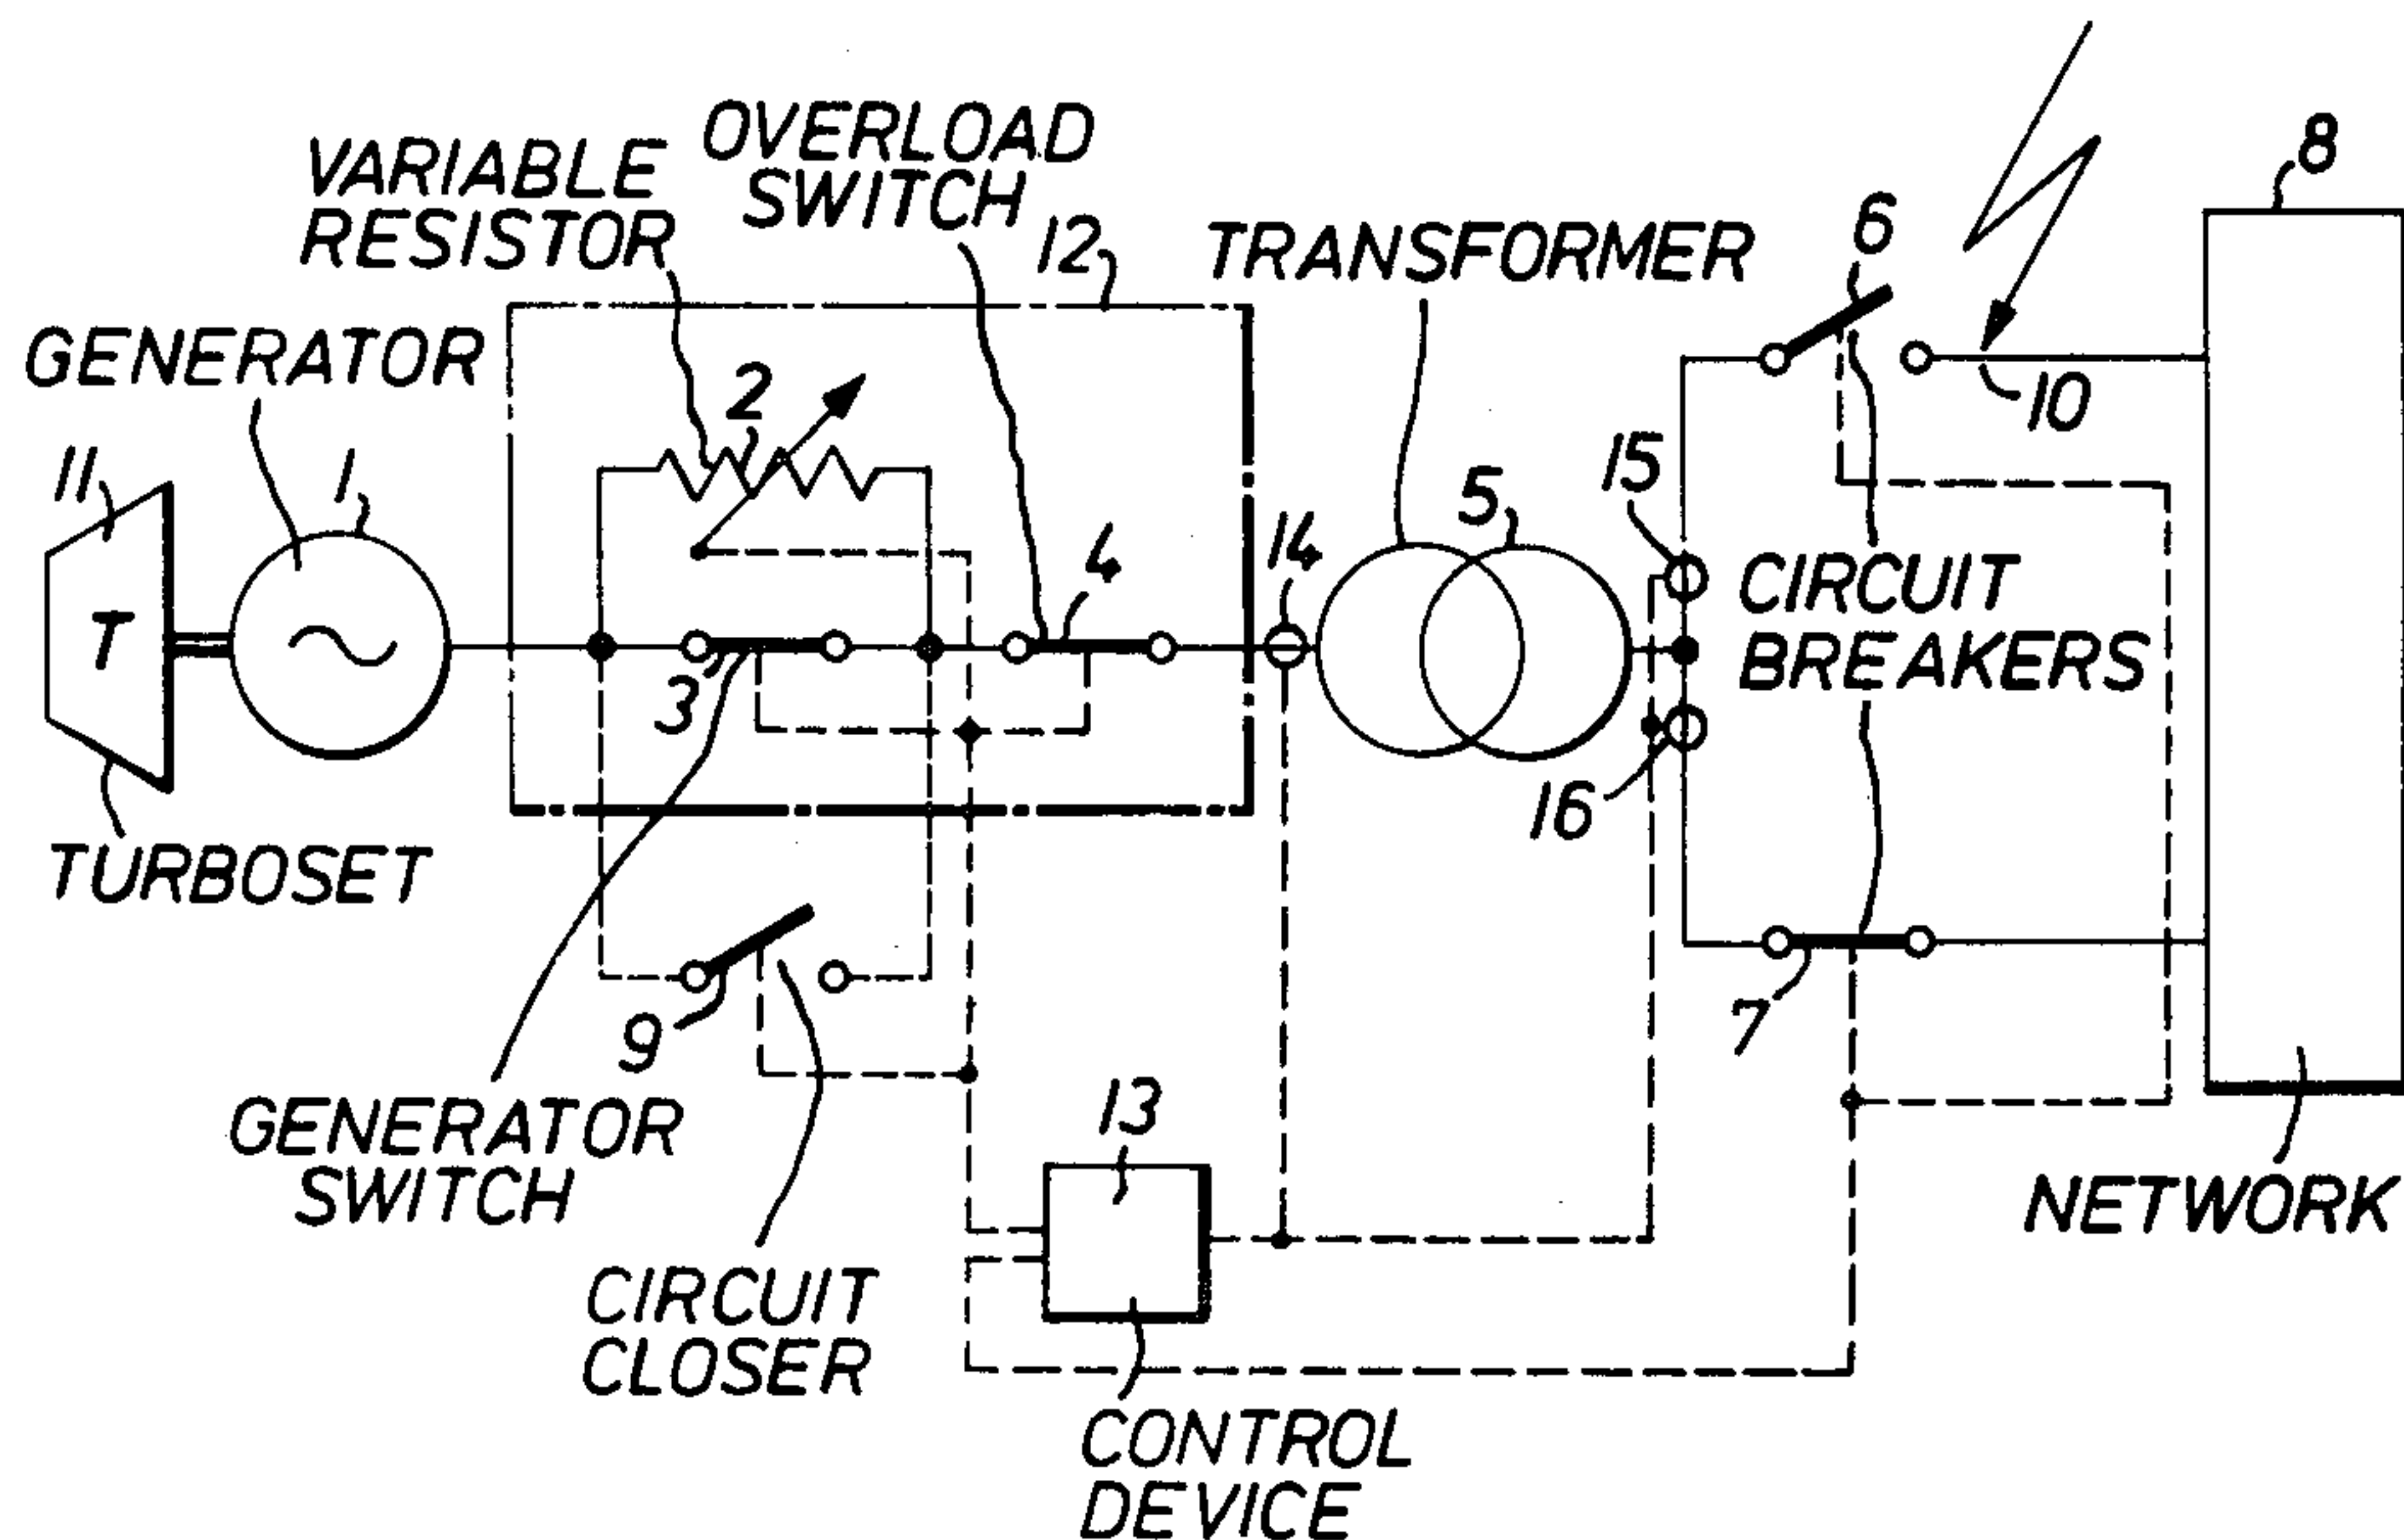 OVERLOAD
SWITCH
VARIABLE
RESISTOR
12
TRANSFORMER
6
8
GENERATOR
2
10
11
1
15
5
14
4
T
3
CIRCUIT
BREAKERS
16
TURBOSET
9
7
GENERATOR
SWITCH
13
NETWORK
CIRCUIT
CLOSER
CONTROL
DEVICE